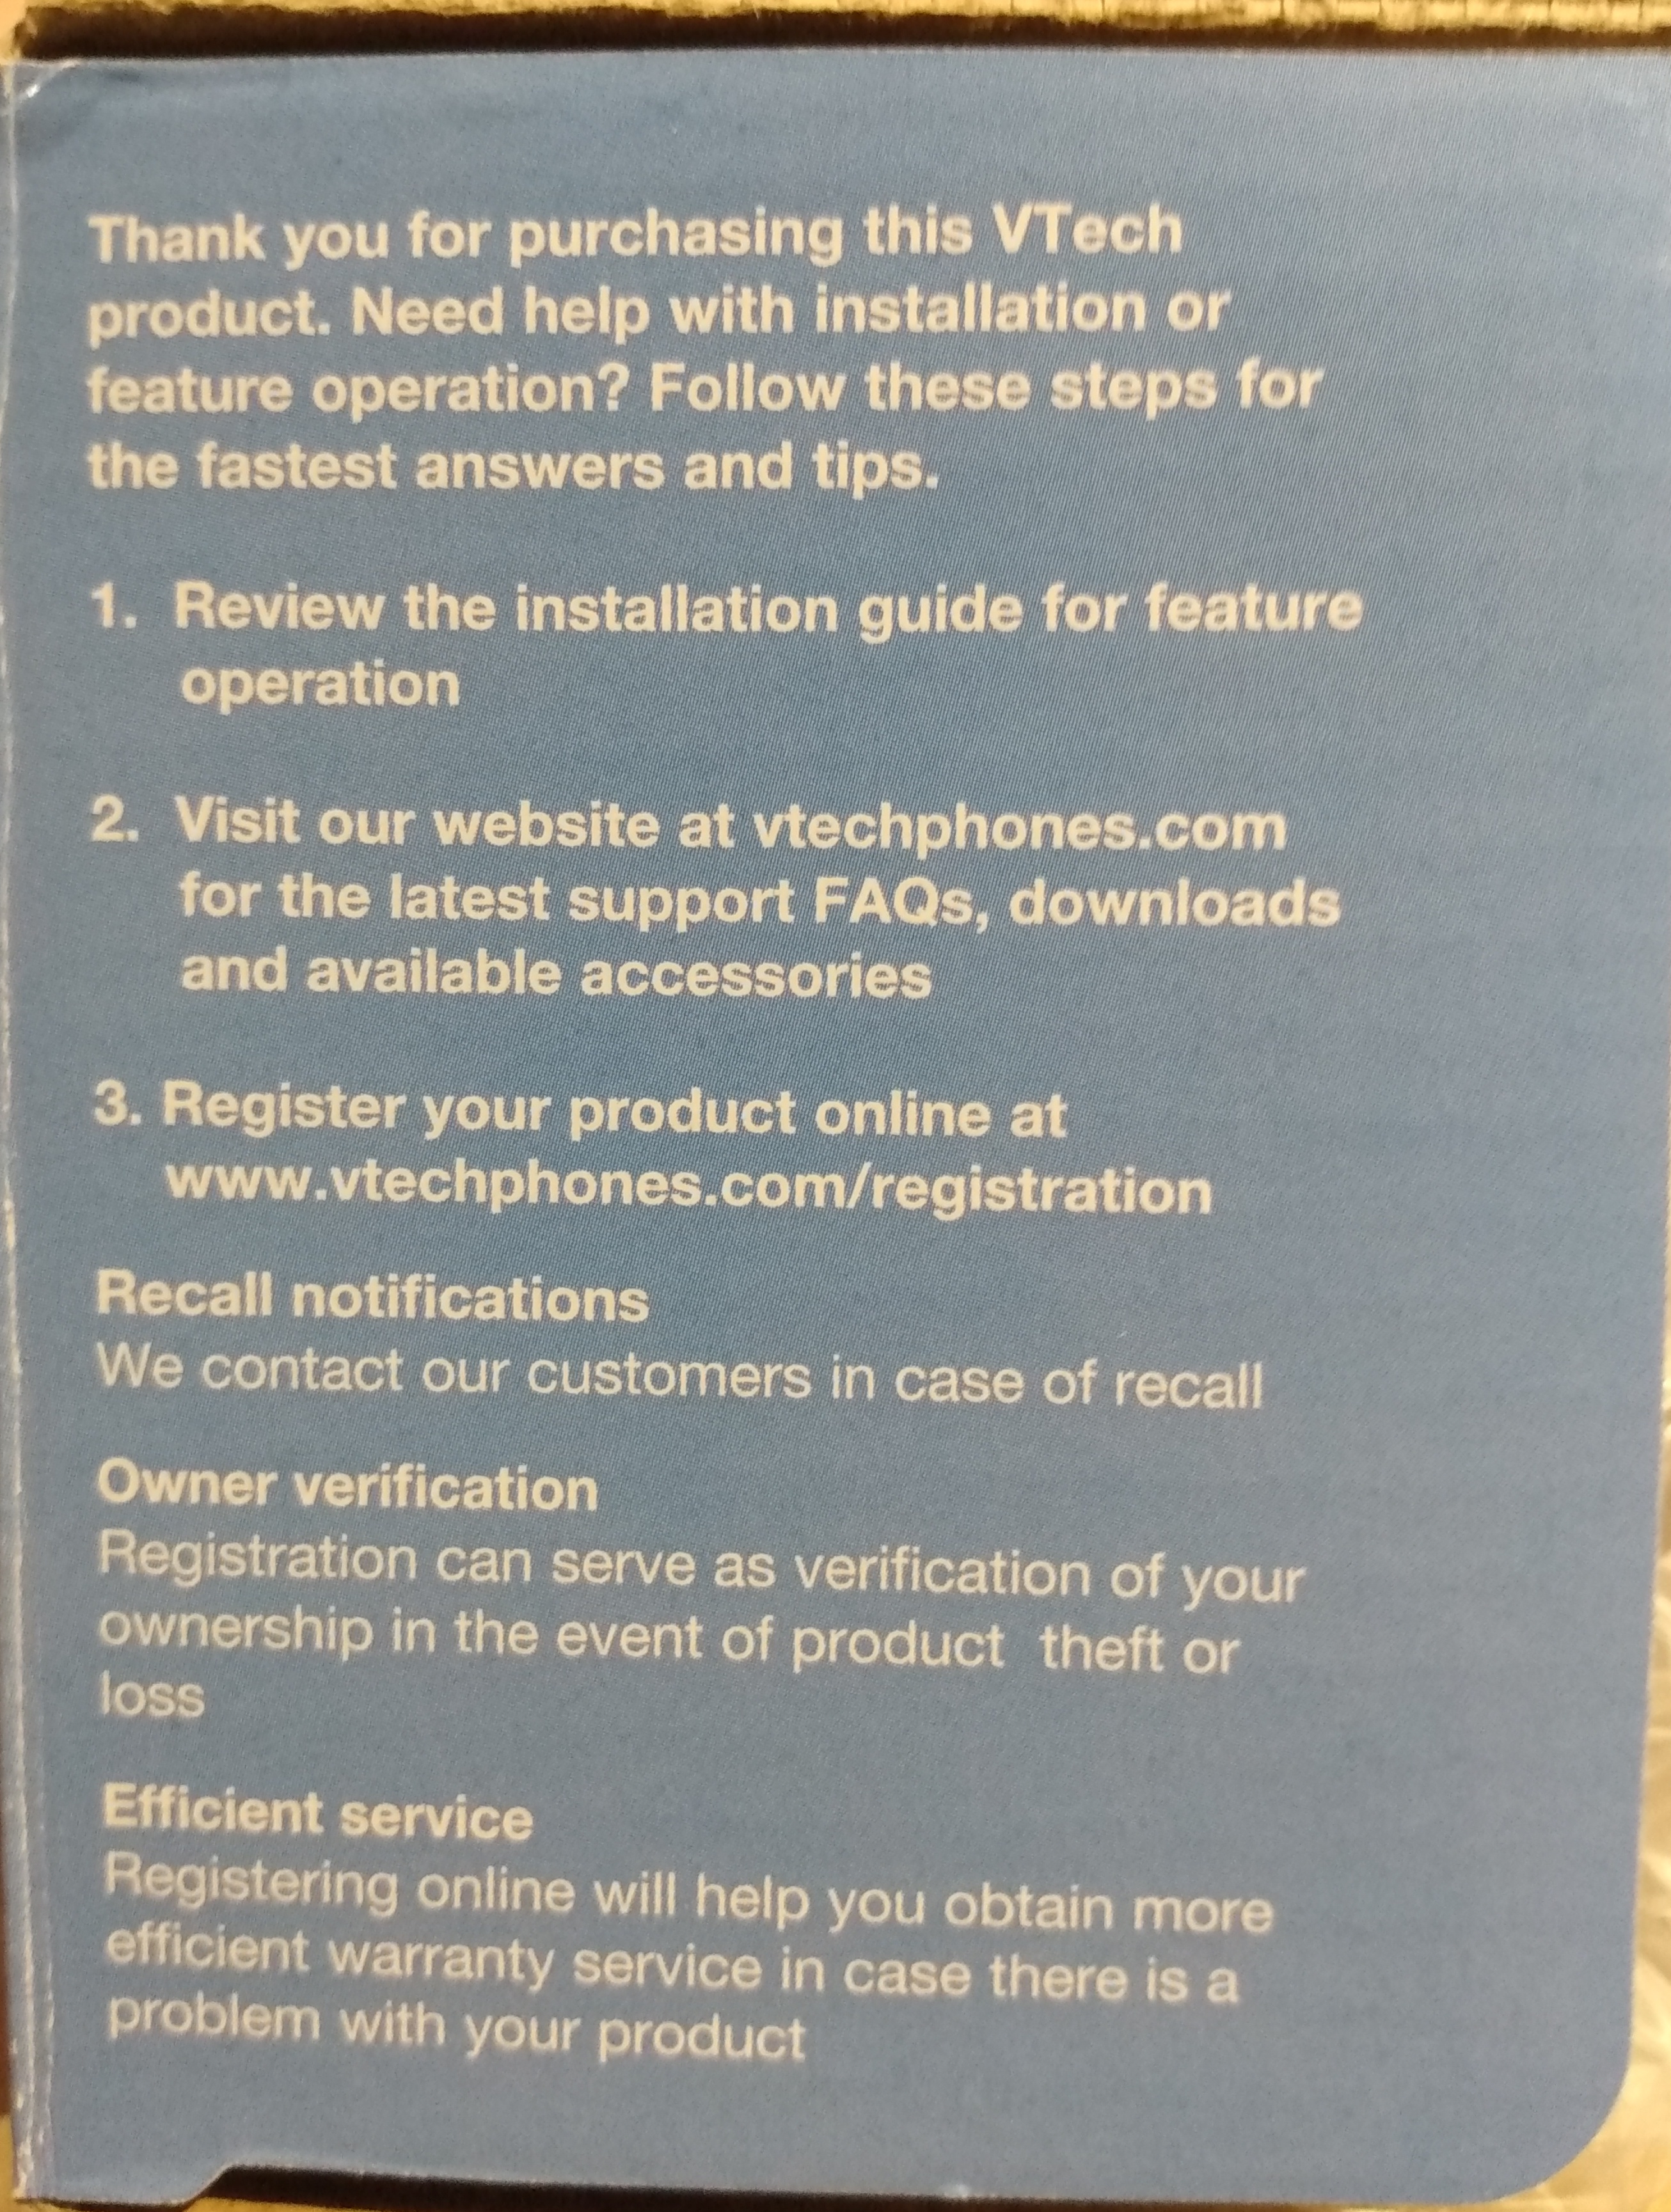 Thank you for purchasing this VTech
product. Need help with installation or
feature operation? Follow these steps for
the fastest answers and tips.
1. Review the installation guide for feature
operation
2. Visit our website at vtechphones.com
for the latest support FAQs, downloads
and available accessories
3. Register your product online at
www.vtechphones.com/registration
Recall notifications
We contact our customers in case of recall
Owner verification
Registration can serve as verification of your
ownership in the event of product theft or
loss
Efficient service
Registering online will help you obtain more
efficient warranty service in case there is a
problem with your product